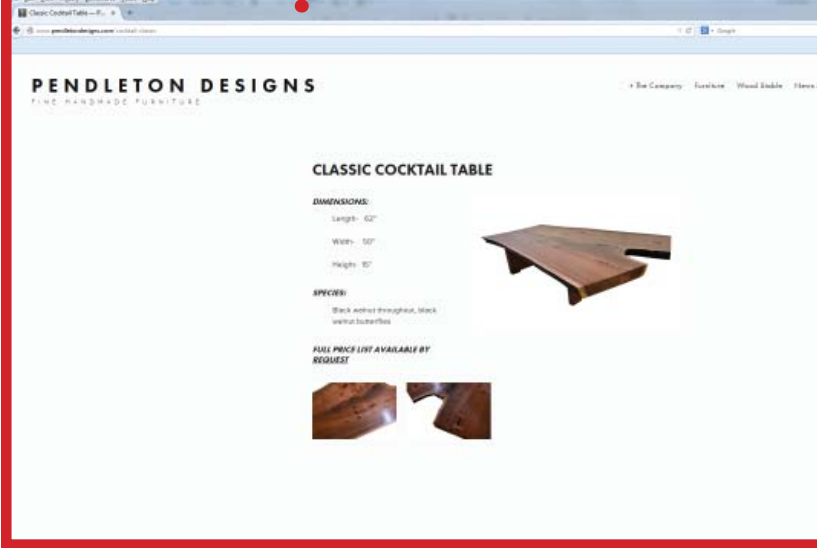 Classic Cocktail Table — P...
www.pendletondesigns.com/cocktail-classic
Google
PENDLETON DESIGNS
FINE HANDMADE FURNITURE
+ The Company Furniture Wood Stable News
CLASSIC COCKTAIL TABLE
DIMENSIONS:
Length- 62"
Width- 50"
Height- 15"
SPECIES:
Black walnut throughout, black
walnut butterflies
FULL PRICE LIST AVAILABLE BY
REQUEST